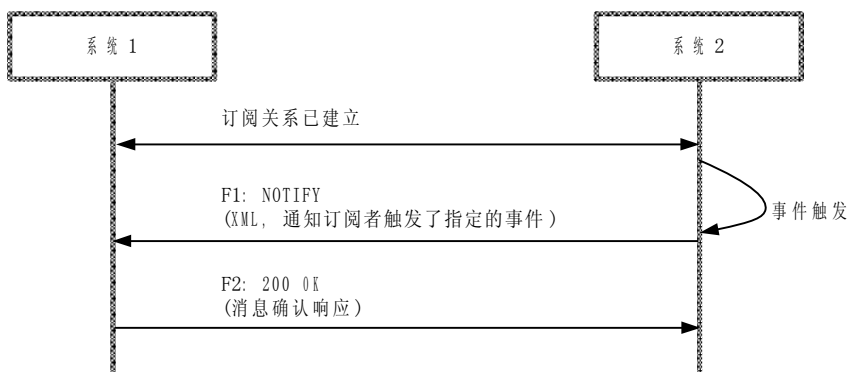 系统 1
系统 2
订阅关系已建立
F1: NOTIFY
(XML, 通知订阅者触发了指定的事件)
事件触发
F2: 200 OK
(消息确认响应)